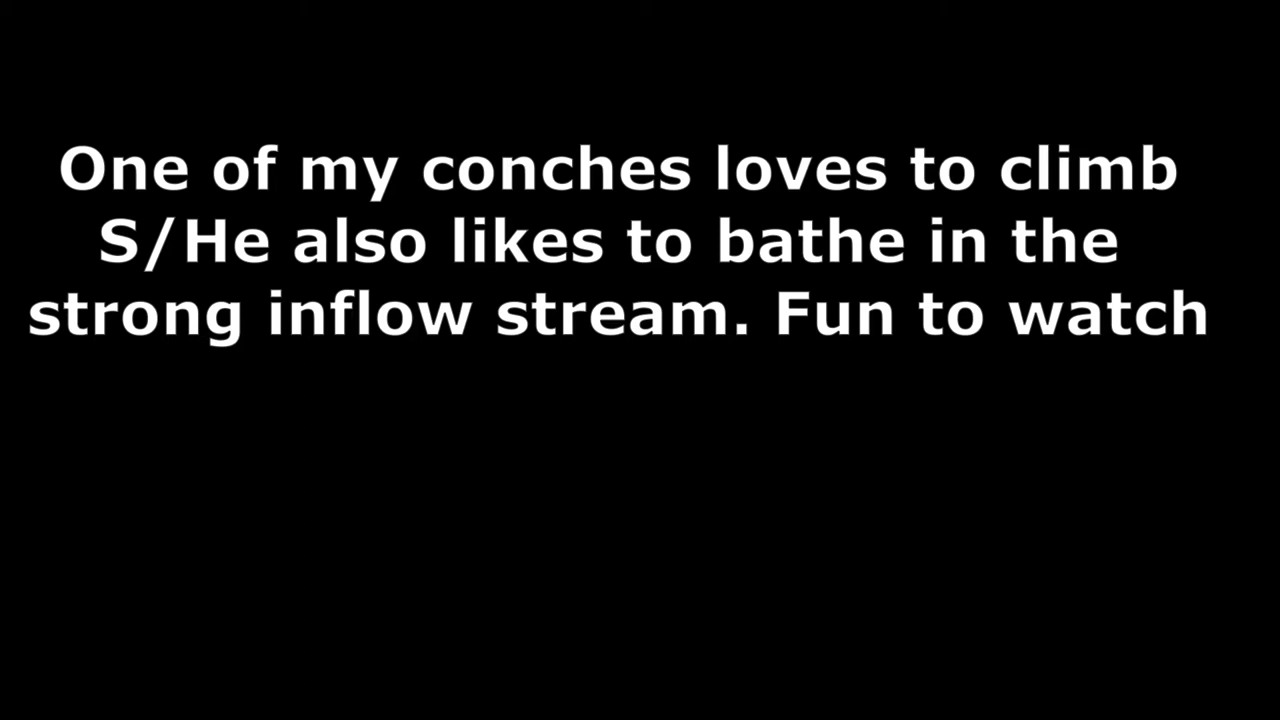 One of my conches loves to climb
S/He also likes to bathe in the
strong inflow stream. Fun to watch